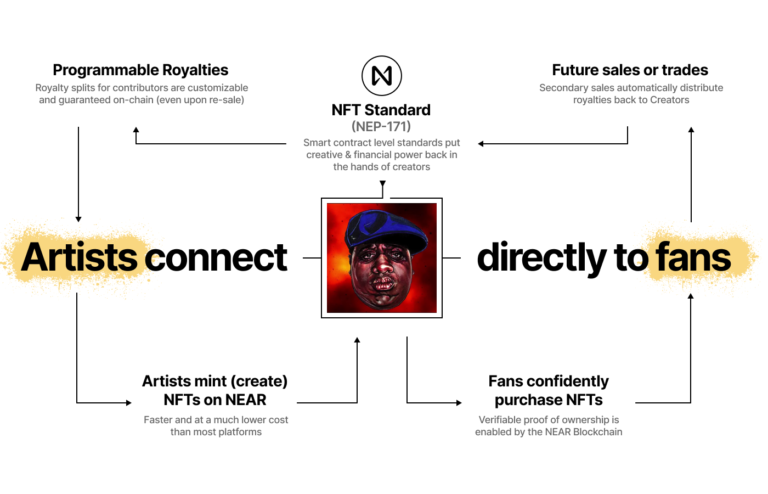 Programmable Royalties
Royalty splits for contributors are customizable
and guaranteed on-chain (even upon re-sale)
NFT Standard
(NEP-171)
Smart contract level standards put
creative & financial power back in
the hands of creators
Future sales or trades
Secondary sales automatically distribute
royalties back to Creators
Artists connect
directly to fans
Artists mint (create)
NFTs on NEAR
Faster and at a much lower cost
than most platforms
Fans confidently
purchase NFTs
Verifiable proof of ownership is
enabled by the NEAR Blockchain